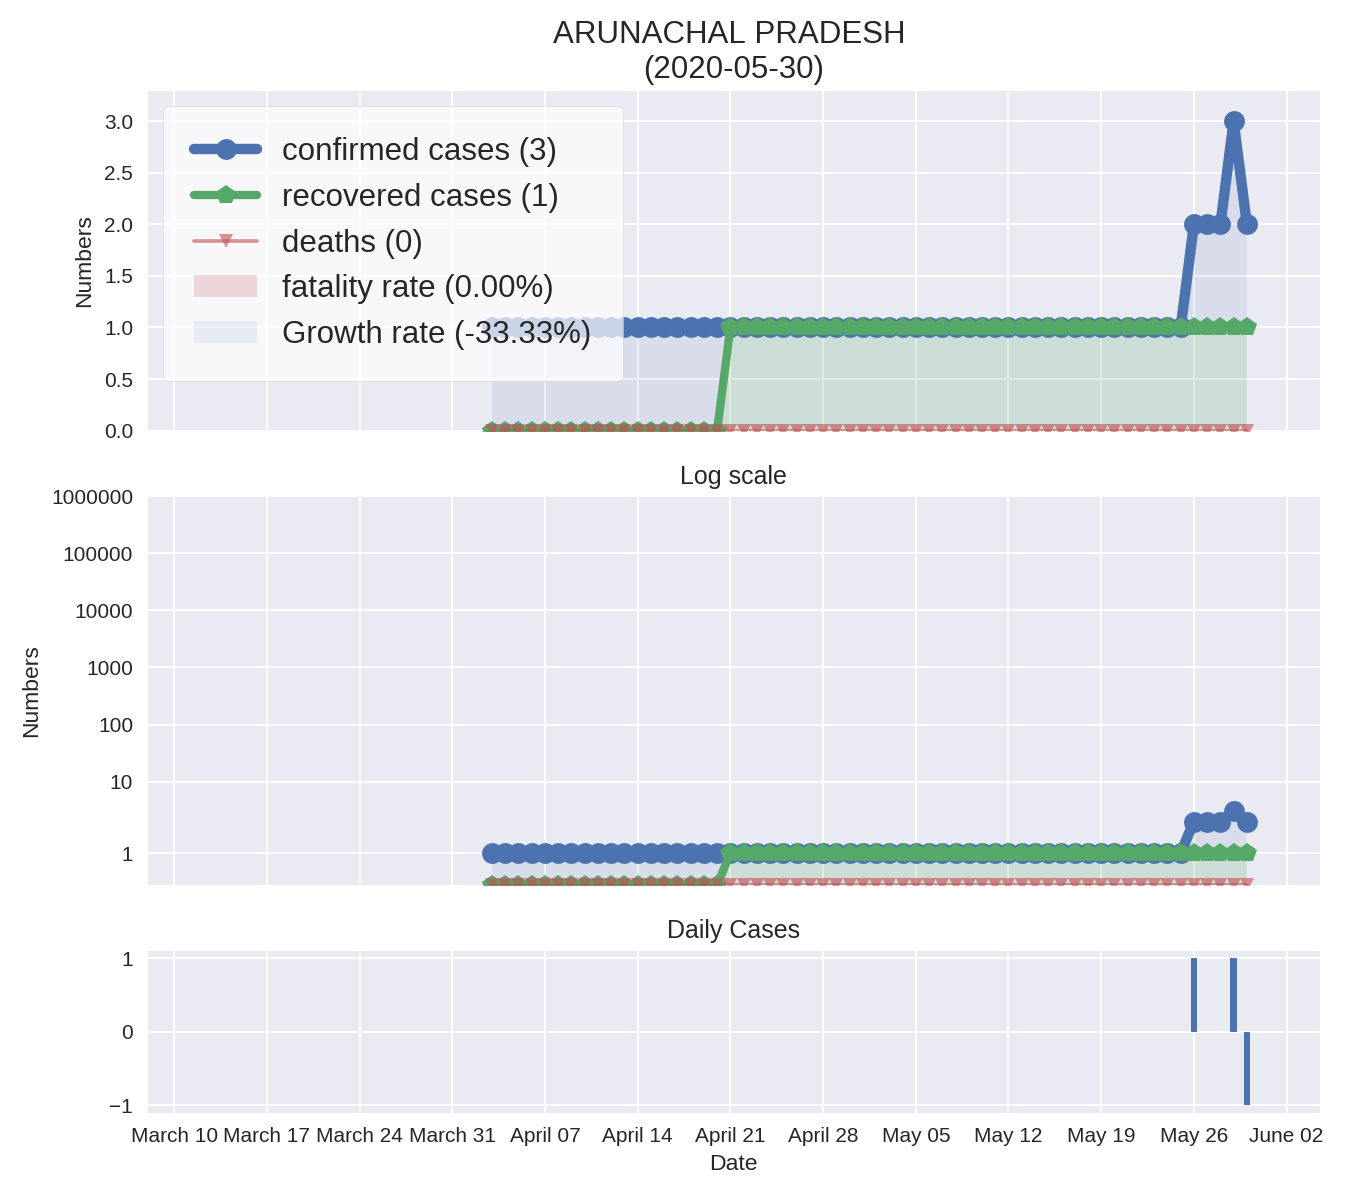 ARUNACHAL PRADESH
(2020-05-30)
3.0
2.5
2.0
1.5
1.0
0.5
0.0
Numbers
confirmed cases (3)
recovered cases (1)
deaths (0)
fatality rate (0.00%)
Growth rate (-33.33%)
Log scale
1000000
100000
10000
1000
100
10
1
Numbers
Daily Cases
1
0
−1
March 10 March 17 March 24 March 31 April 07 April 14 April 21 April 28 May 05 May 12 May 19 May 26 June 02
Date